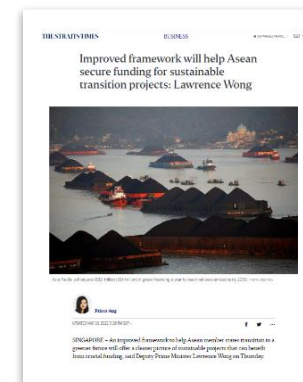 THE STRAITS TIMES
BUSINESS
Improved framework will help Asean
secure funding for sustainable
transition projects: Lawrence Wong
Prisca Ang
SINGAPORE – An improved framework to help Asean member states transition to a
greener future will offer a clearer picture of sustainable projects that can benefit
from crucial funding, said Deputy Prime Minister Lawrence Wong on Thursday.